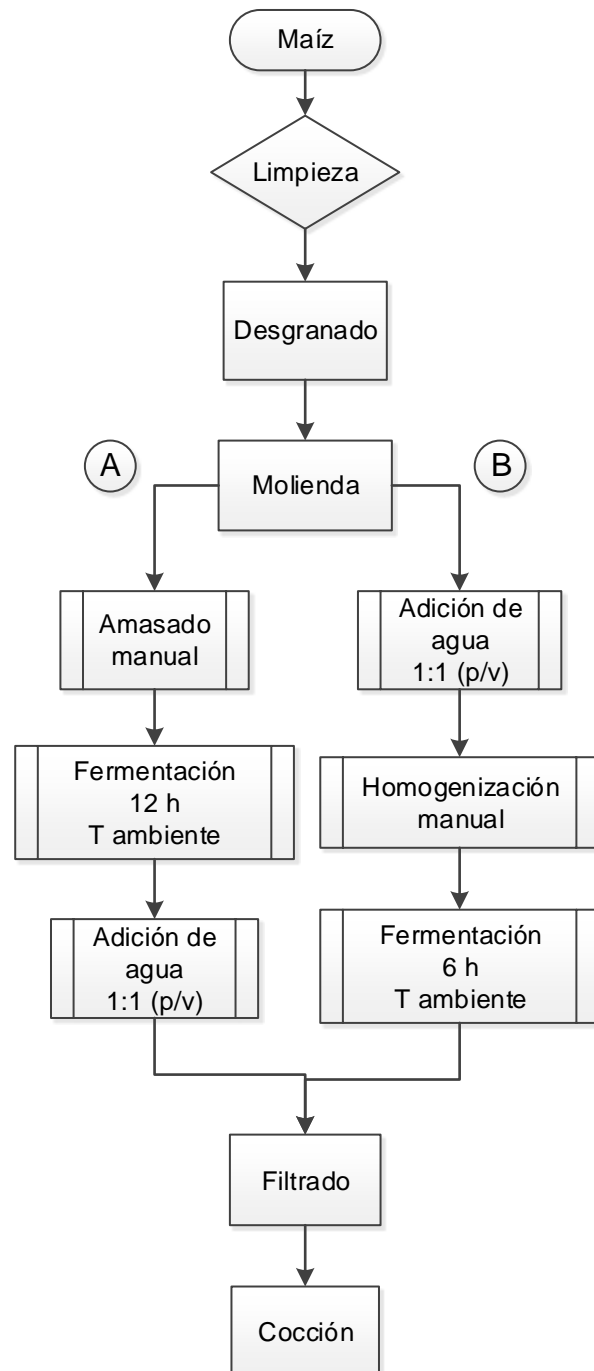 Maíz
Limpieza
Desgranado
A
Molienda
B
Amasado
manual
Fermentación
12 h
T ambiente
Adición de
agua
1:1 (p/v)
Adición de
agua
1:1 (p/v)
Homogenización
manual
Fermentación
6 h
T ambiente
Filtrado
Cocción